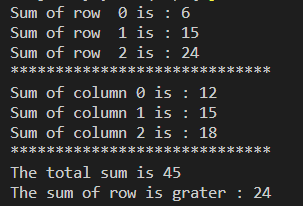 Sum of row  0 is : 6
Sum of row  1 is : 15
Sum of row  2 is : 24
*****************************
Sum of column 0 is : 12
Sum of column 1 is : 15
Sum of column 2 is : 18
*****************************
The total sum is 45
The sum of row is grater : 24